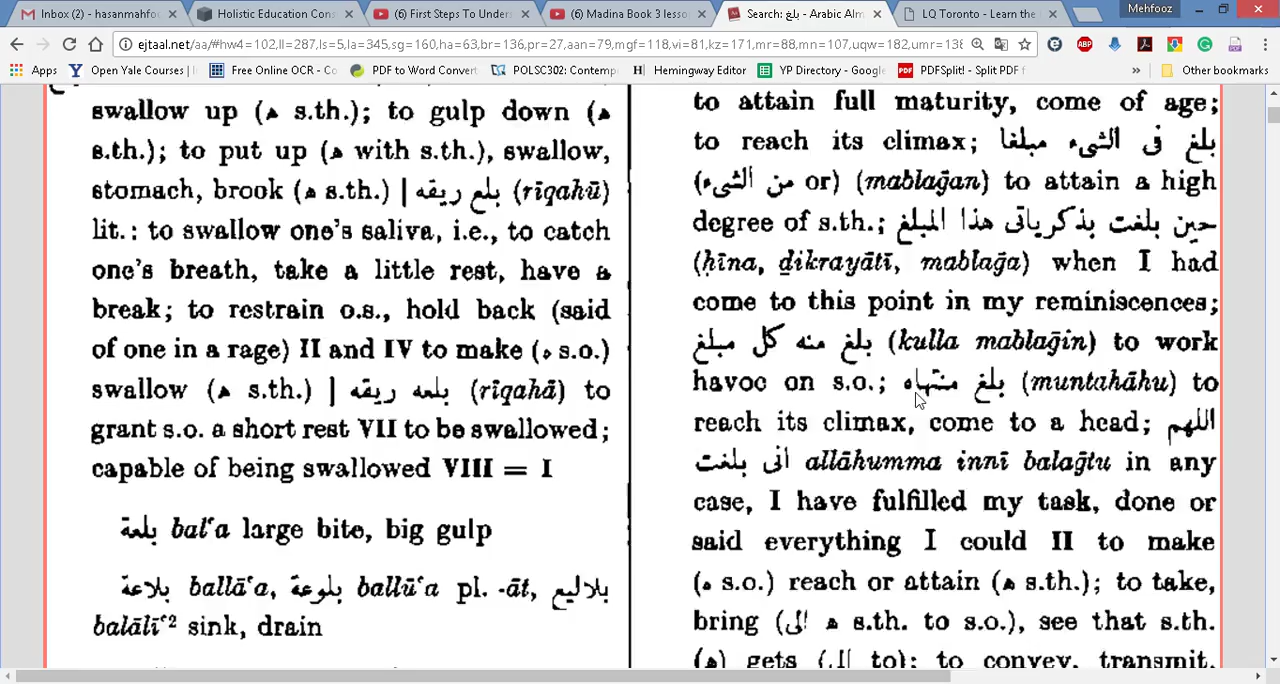 Inbox (2) - hasanmahfo
Holistic Education Con
(6) First Steps To Under
(6) Madina Book 3 lesso
Search: بلغ - Arabic Alm
LQ Toronto - Learn the
Mehfooz
ejtaal.net/aa/#hw4=102,ll=287,ls=5,la=345,sg=160,ha=63,br=136,pr=27,aan=79,mgf=118,vi=81,kz=171,mr=88,mn=107,uqw=182,umr=138
Apps
Open Yale Courses |
Free Online OCR - Co
PDF to Word Convert
POLSC302: Contemp
Hemingway Editor
YP Directory - Google
PDFSplit! - Split PDF f
»
Other bookmarks
swallow up (ه s.th.); to gulp down (ه
s.th.); to put up (ه with s.th.), swallow,
stomach, brook (ه s.th.) | بلع ريقه (rīqahū)
lit.: to swallow one's saliva, i.e., to catch
one's breath, take a little rest, have a
break; to restrain o.s., hold back (said
of one in a rage) II and IV to make (ه s.o.)
swallow (ه s.th.) | بلعه ريقه (rīqahā) to
grant s.o. a short rest VII to be swallowed;
capable of being swallowed VIII = I
بلعة bal'a large bite, big gulp
بلاعة ballā'a, بلوعة ballū'a pl. -āt, بلاليع
balālī'² sink, drain
to attain full maturity, come of age;
to reach its climax; بلغ فى الشىء مبلغا
(من الشىء or) (mablaḡan) to attain a high
degree of s.th.; حين بلغت بذكرياتى هذا المبلغ
(ḥīna, ḏikrayātī, mablaḡa) when I had
come to this point in my reminiscences;
بلغ منه كل مبلغ (kulla mablaḡin) to work
havoc on s.o.; بلغ منتهاه (muntahāhu) to
reach its climax, come to a head; اللهم
انى بلغت allāhumma innī balaḡtu in any
case, I have fulfilled my task, done or
said everything I could II to make
(ه s.o.) reach or attain (ه s.th.); to take,
bring (ه الى s.th. to s.o.), see that s.th.
(ه) gets (الى to); to convey, transmit,